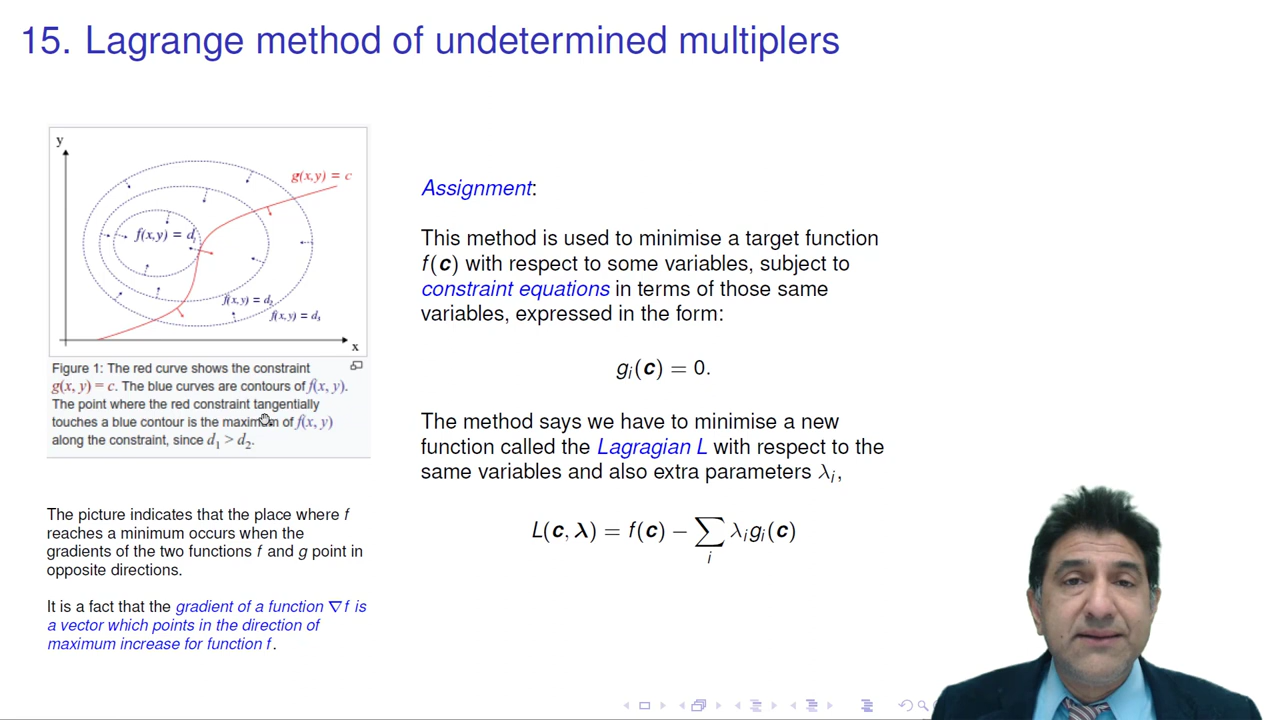 15. Lagrange method of undetermined multiplers
y
g(x,y) = c
f(x,y) = d₁
f(x,y) = d₂
f(x,y) = d₃
x
Figure 1: The red curve shows the constraint
g(x, y) = c. The blue curves are contours of f(x, y).
The point where the red constraint tangentially
touches a blue contour is the maximum of f(x, y)
along the constraint, since d₁ > d₂.
The picture indicates that the place where f
reaches a minimum occurs when the
gradients of the two functions f and g point in
opposite directions.
It is a fact that the gradient of a function ∇f is
a vector which points in the direction of
maximum increase for function f.
Assignment:
This method is used to minimise a target function
f(c) with respect to some variables, subject to
constraint equations in terms of those same
variables, expressed in the form:
gᵢ(c) = 0.
The method says we have to minimise a new
function called the Lagragian L with respect to the
same variables and also extra parameters λᵢ,
L(c, λ) = f(c) − ∑ λᵢgᵢ(c)
i